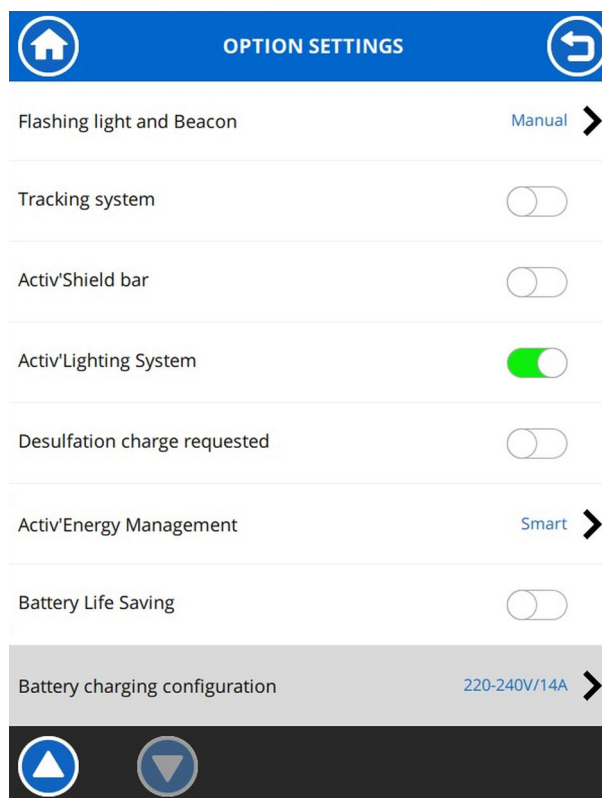 OPTION SETTINGS
Flashing light and Beacon Manual
Tracking system
Activ'Shield bar
Activ'Lighting System
Desulfation charge requested
Activ'Energy Management Smart
Battery Life Saving
Battery charging configuration 220-240V/14A